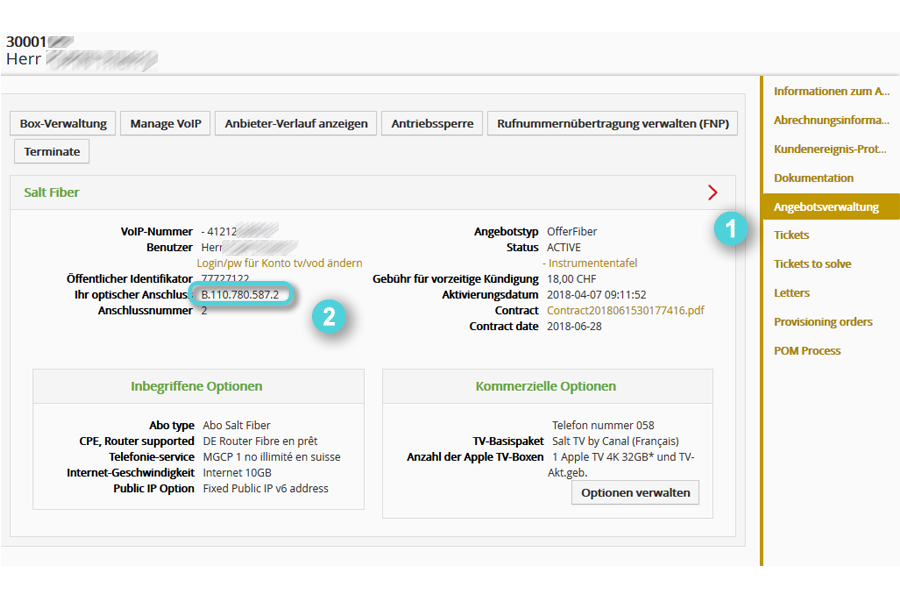 30001
Herr
Box-Verwaltung Manage VoIP Anbieter-Verlauf anzeigen Antriebssperre Rufnummernübertragung verwalten (FNP)
Terminate
Salt Fiber
VoIP-Nummer - 41212
Benutzer Herr
Login/pw für Konto tv/vod ändern
Öffentlicher Identifikator 77727122
Ihr optischer Anschluss B.110.780.587.2
Anschlussnummer 2
2
Angebotstyp OfferFiber
Status ACTIVE
- Instrumententafel
Gebühr für vorzeitige Kündigung 18,00 CHF
Aktivierungsdatum 2018-04-07 09:11:52
Contract Contract2018061530177416.pdf
Contract date 2018-06-28
Inbegriffene Optionen
Abo type Abo Salt Fiber
CPE, Router supported DE Router Fibre en prêt
Telefonie-service MGCP 1 no illimité en suisse
Internet-Geschwindigkeit Internet 10GB
Public IP Option Fixed Public IP v6 address
Kommerzielle Optionen
Telefon nummer 058
TV-Basispaket Salt TV by Canal (Français)
Anzahl der Apple TV-Boxen 1 Apple TV 4K 32GB* und TV-
Akt.geb.
Optionen verwalten
Informationen zum A...
Abrechnungsinforma...
Kundenereignis-Prot...
Dokumentation
Angebotsverwaltung
1
Tickets
Tickets to solve
Letters
Provisioning orders
POM Process